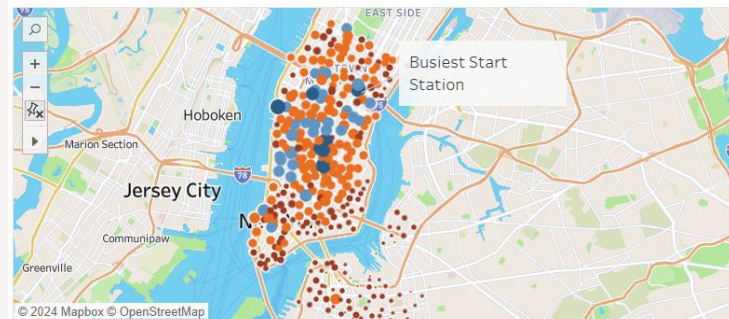 EAST SIDE
Busiest Start
Station
Hoboken
Marion Section
78
Jersey City
N
Communipaw
Greenville
© 2024 Mapbox © OpenStreetMap